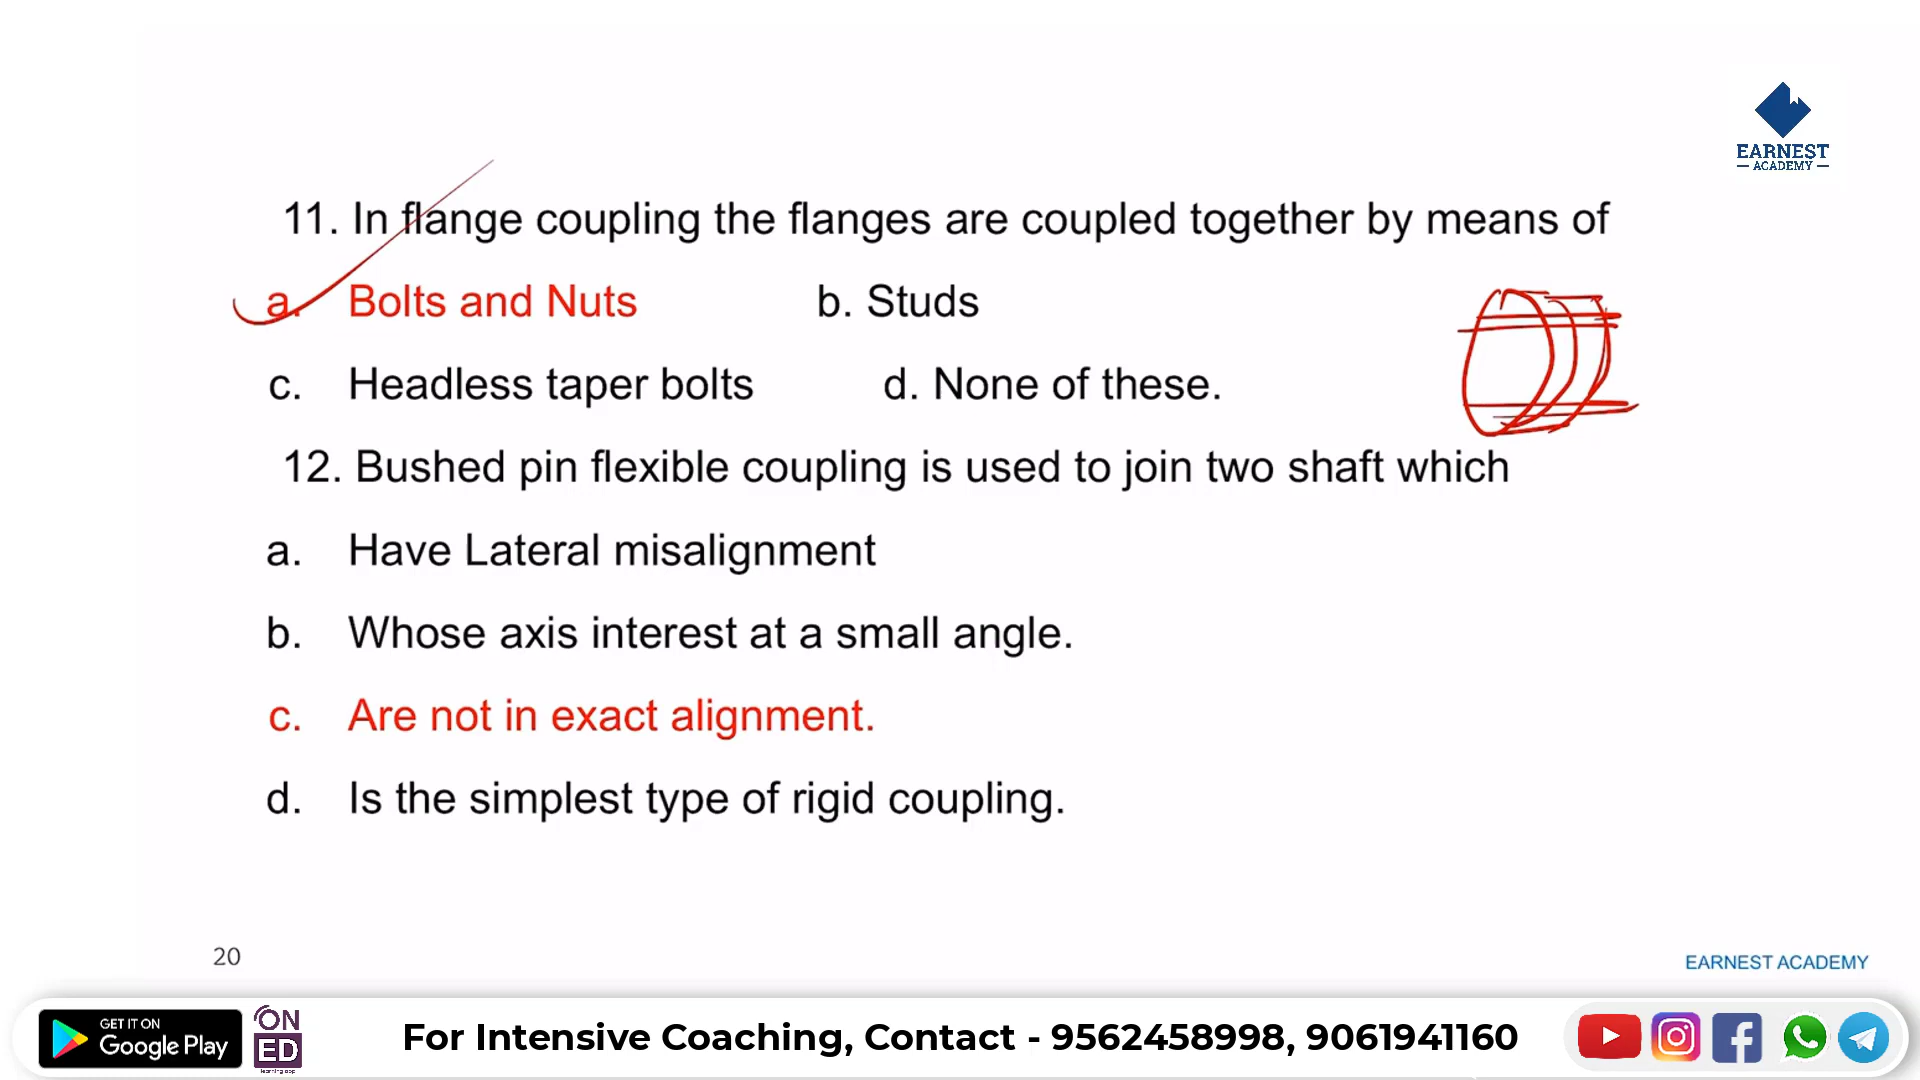 EARNEST
ACADEMY
11. In flange coupling the flanges are coupled together by means of
a. Bolts and Nuts b. Studs
c. Headless taper bolts d. None of these.
12. Bushed pin flexible coupling is used to join two shaft which
a. Have Lateral misalignment
b. Whose axis interest at a small angle.
c. Are not in exact alignment.
d. Is the simplest type of rigid coupling.
20
EARNEST ACADEMY
GET IT ON
Google Play
ON
ED
learning app
For Intensive Coaching, Contact - 9562458998, 9061941160